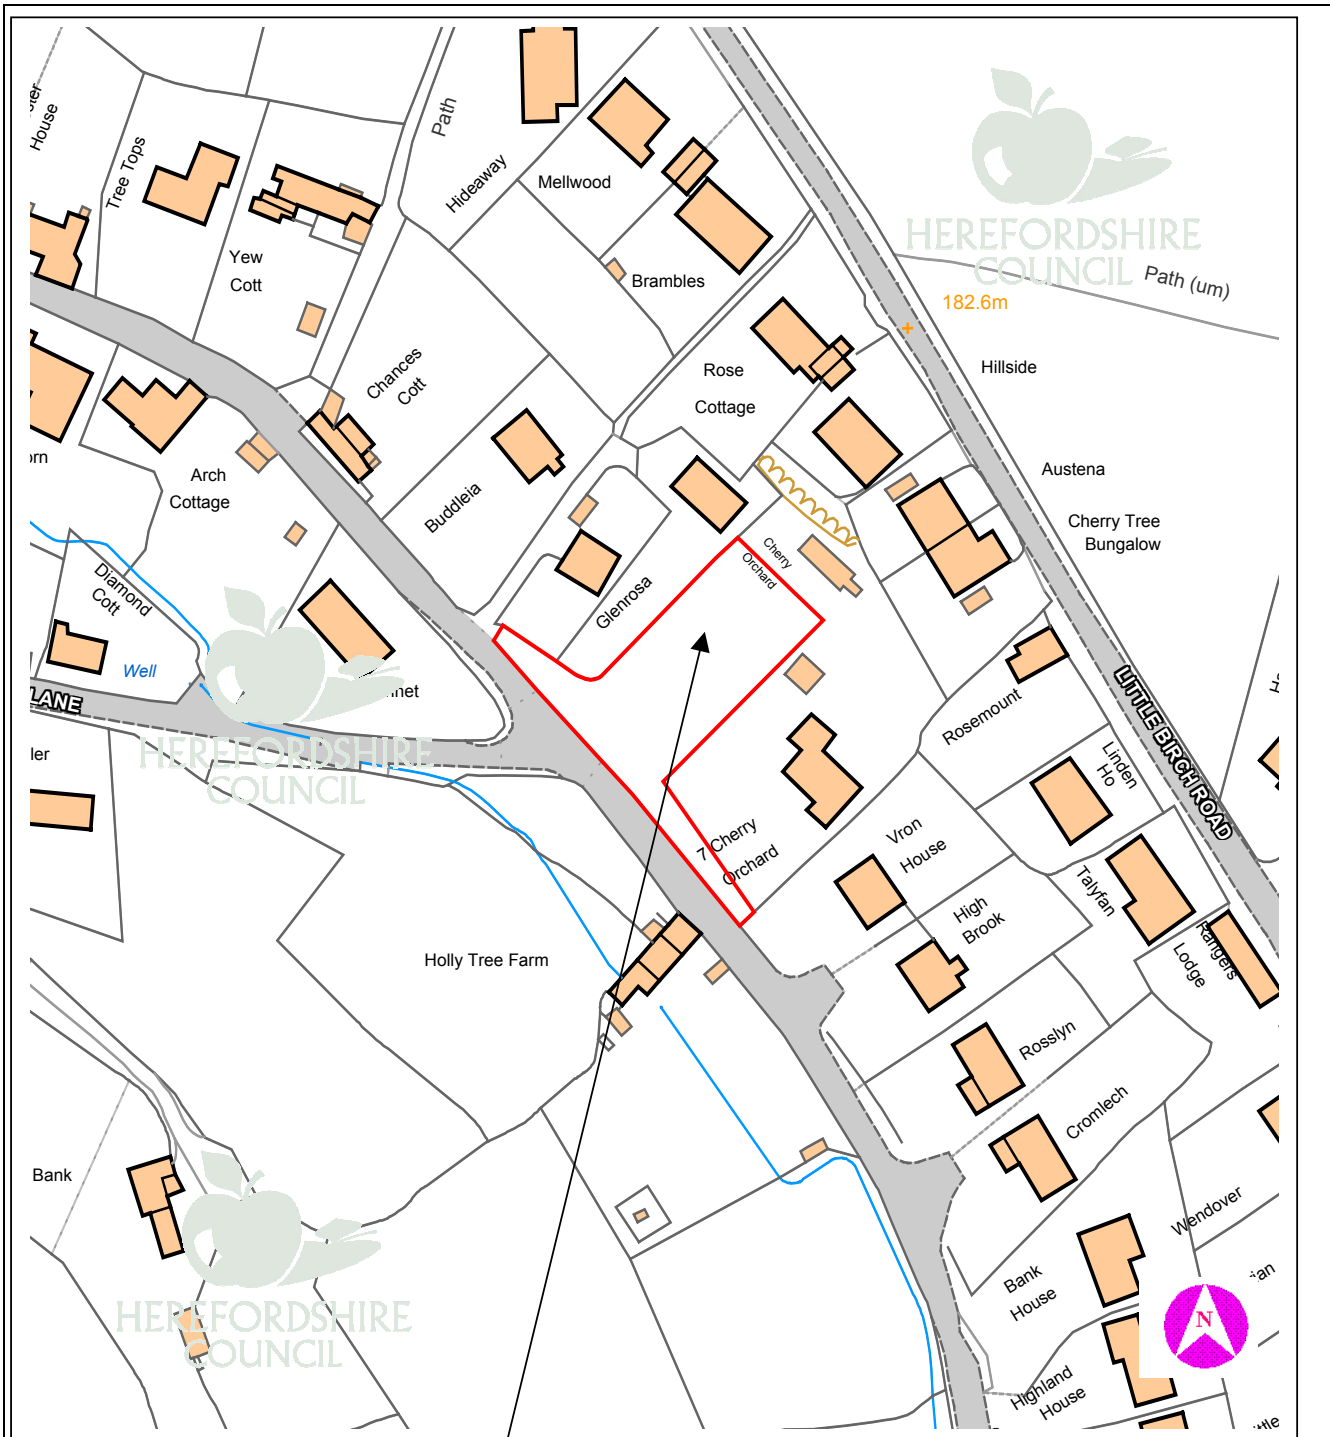 House
Tree Tops
Path
Hideaway
Mellwood
Yew
Cott
Brambles
HEREFORDSHIRE
COUNCIL
Path (um)
182.6m
Hillside
Chances
Cott
Rose
Cottage
Arch
Cottage
Buddleia
Austena
Cherry Tree
Bungalow
Diamond
Cott
Well
Glenrosa
Cherry
Orchard
LANE
HEREFORDSHIRE
COUNCIL
Rosemount
LITTLE BIRCH ROAD
Linden
Ho
7 Cherry
Orchard
Vron
House
Talyfan
High
Brook
Rangers
Lodge
Holly Tree Farm
Rosslyn
Cromlech
Bank
HEREFORDSHIRE
COUNCIL
Wendover
Bank
House
N
Highland
House